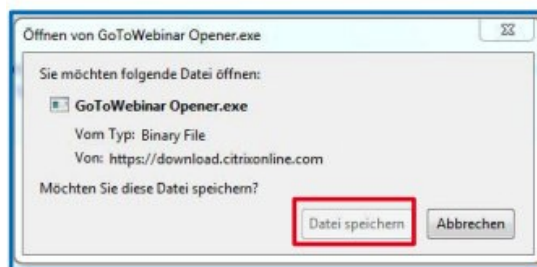 Öffnen von GoToWebinar Opener.exe
Sie möchten folgende Datei öffnen:
GoToWebinar Opener.exe
Vom Typ: Binary File
Von: https://download.citrixonline.com
Möchten Sie diese Datei speichern?
Datei speichern Abbrechen